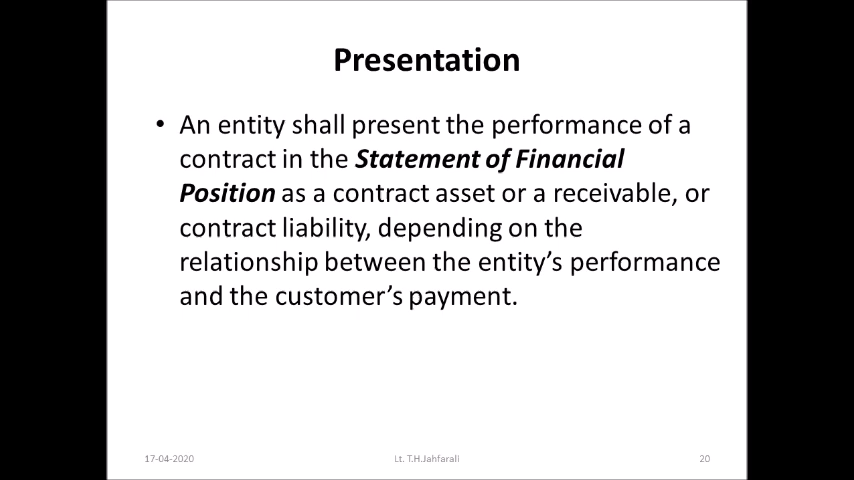 Presentation
• An entity shall present the performance of a
contract in the Statement of Financial
Position as a contract asset or a receivable, or
contract liability, depending on the
relationship between the entity’s performance
and the customer’s payment.
17-04-2020
Lt. T.H.Jahfarali
20